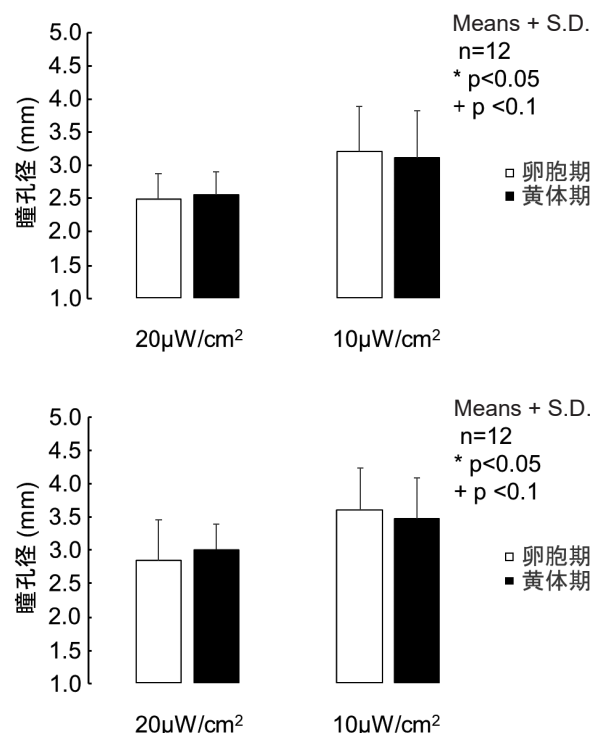 Means + S.D.
n=12
* p<0.05
+ p <0.1
□ 卵胞期
■ 黄体期
瞳孔径 (mm)
5.0
4.5
4.0
3.5
3.0
2.5
2.0
1.5
1.0
20µW/cm²
10µW/cm²
Means + S.D.
n=12
* p<0.05
+ p <0.1
□ 卵胞期
■ 黄体期
瞳孔径 (mm)
5.0
4.5
4.0
3.5
3.0
2.5
2.0
1.5
1.0
20µW/cm²
10µW/cm²